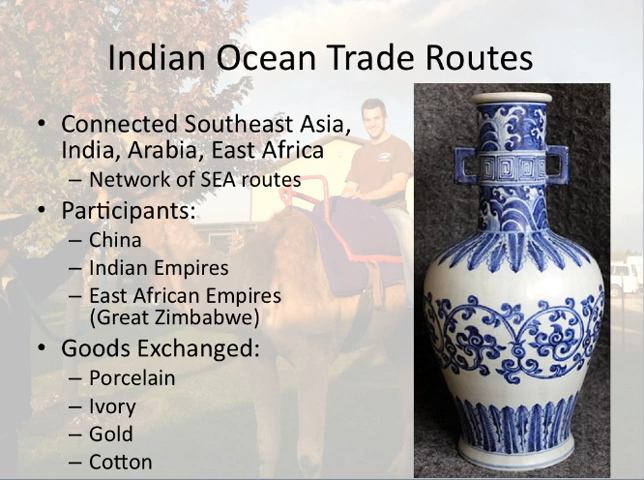 Indian Ocean Trade Routes
• Connected Southeast Asia,
India, Arabia, East Africa
– Network of SEA routes
• Participants:
– China
– Indian Empires
– East African Empires
(Great Zimbabwe)
• Goods Exchanged:
– Porcelain
– Ivory
– Gold
– Cotton